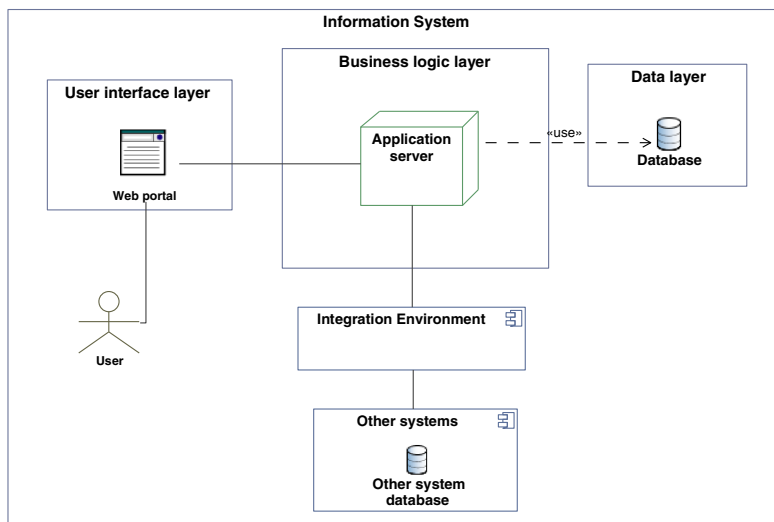 Information System
Business logic layer
User interface layer
Data layer
Application
server
«use»
Database
Web portal
Integration Environment
User
Other systems
Other system
database